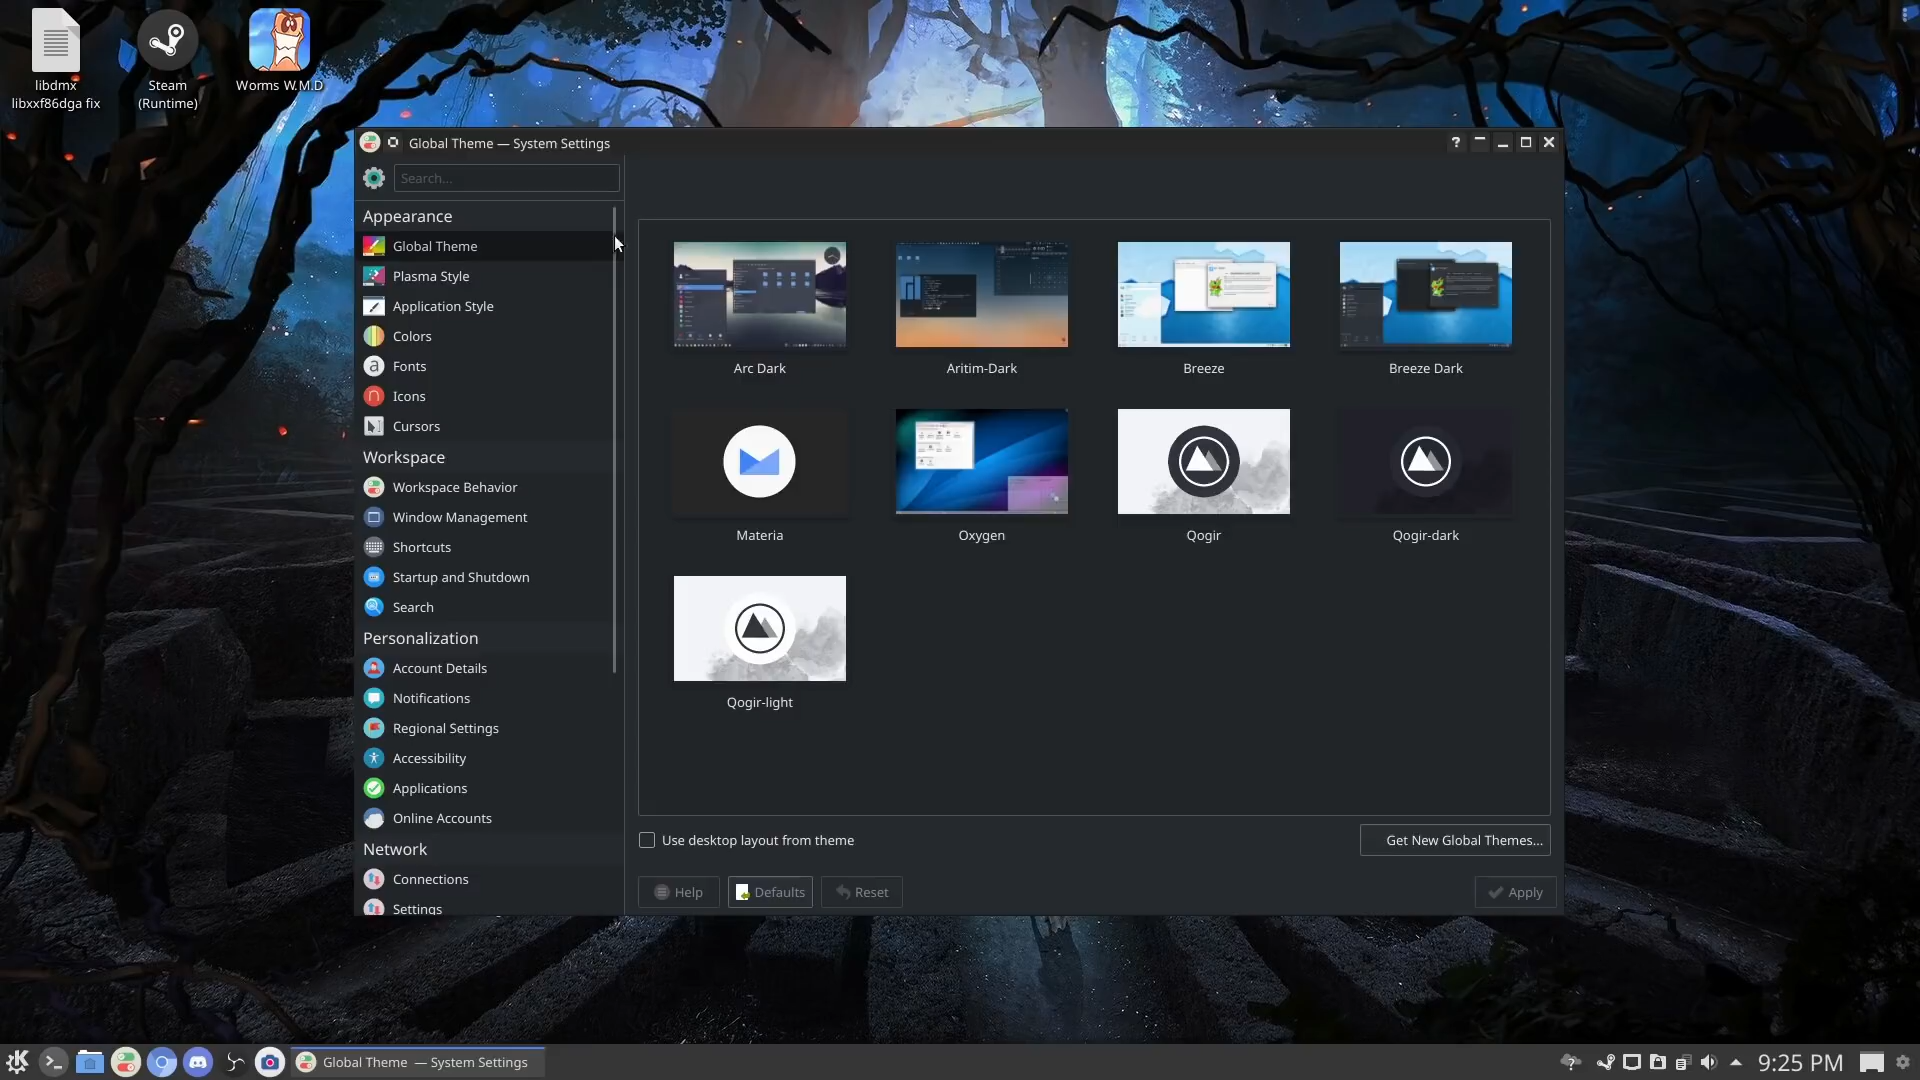 libdmx
libxxf86dga fix
Steam
(Runtime)
Worms W.M.D
Global Theme — System Settings
Search...
Appearance
Global Theme
Plasma Style
Application Style
Colors
Fonts
Icons
Cursors
Workspace
Workspace Behavior
Window Management
Shortcuts
Startup and Shutdown
Search
Personalization
Account Details
Notifications
Regional Settings
Accessibility
Applications
Online Accounts
Network
Connections
Settings
Arc Dark
Aritim-Dark
Breeze
Breeze Dark
Materia
Oxygen
Qogir
Qogir-dark
Qogir-light
Use desktop layout from theme
Get New Global Themes...
Help
Defaults
Reset
Apply
Global Theme — System Settings
9:25 PM